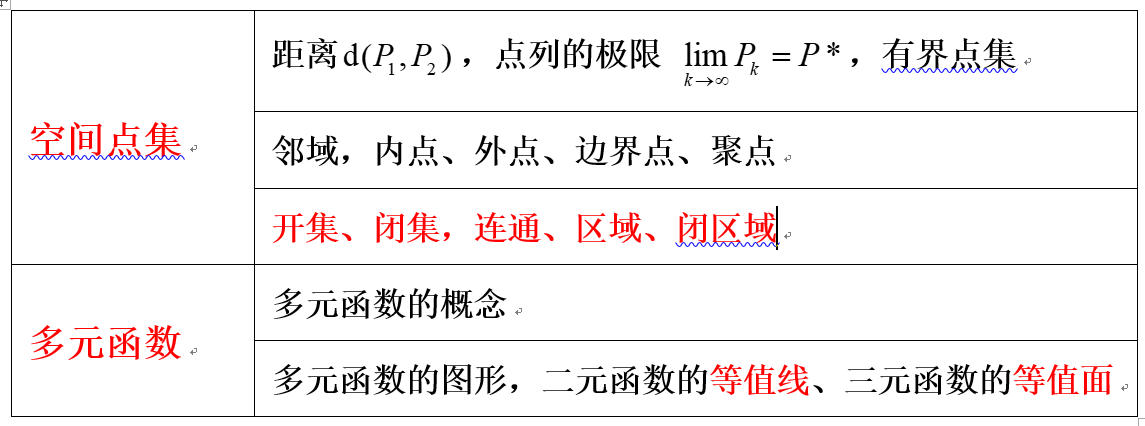 空间点集
距离d(P₁,P₂)，点列的极限 lim_{k→∞} P_k = P*，有界点集
邻域，内点、外点、边界点、聚点
开集、闭集，连通、区域、闭区域
多元函数
多元函数的概念
多元函数的图形，二元函数的等值线、三元函数的等值面